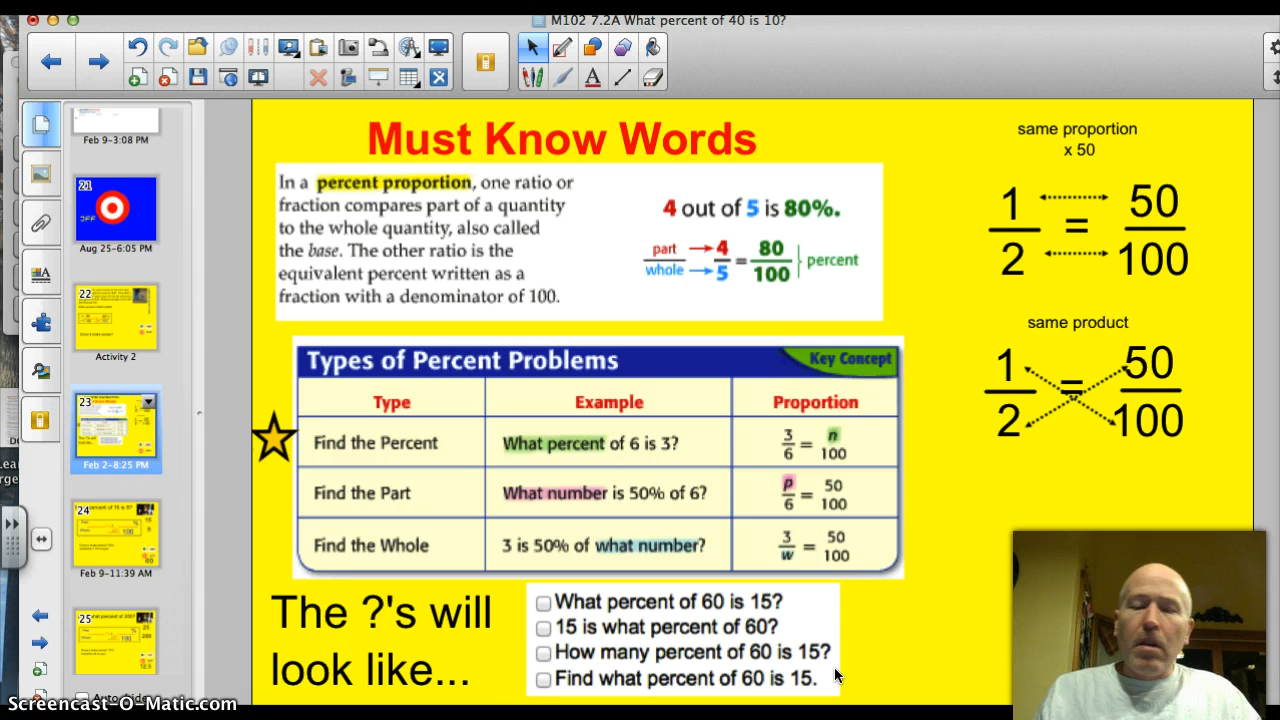 M102 7.2A What percent of 40 is 10?
Feb 9-3:08 PM
21
JFF
Aug 25-6:05 PM
22
Activity 2
23
Feb 2-8:25 PM
24
Feb 9-11:39 AM
25
Must Know Words
In a percent proportion, one ratio or
fraction compares part of a quantity
to the whole quantity, also called
the base. The other ratio is the
equivalent percent written as a
fraction with a denominator of 100.
4 out of 5 is 80%.
part 4 80
whole 5 = 100 percent
Types of Percent Problems Key Concept
Type Example Proportion
Find the Percent What percent of 6 is 3? 3/6 = n/100
Find the Part What number is 50% of 6? p/6 = 50/100
Find the Whole 3 is 50% of what number? 3/w = 50/100
The ?'s will
look like...
What percent of 60 is 15?
15 is what percent of 60?
How many percent of 60 is 15?
Find what percent of 60 is 15.
same proportion
x 50
1 50
2 = 100
same product
1 50
2 = 100
Screencast-O-Matic.com